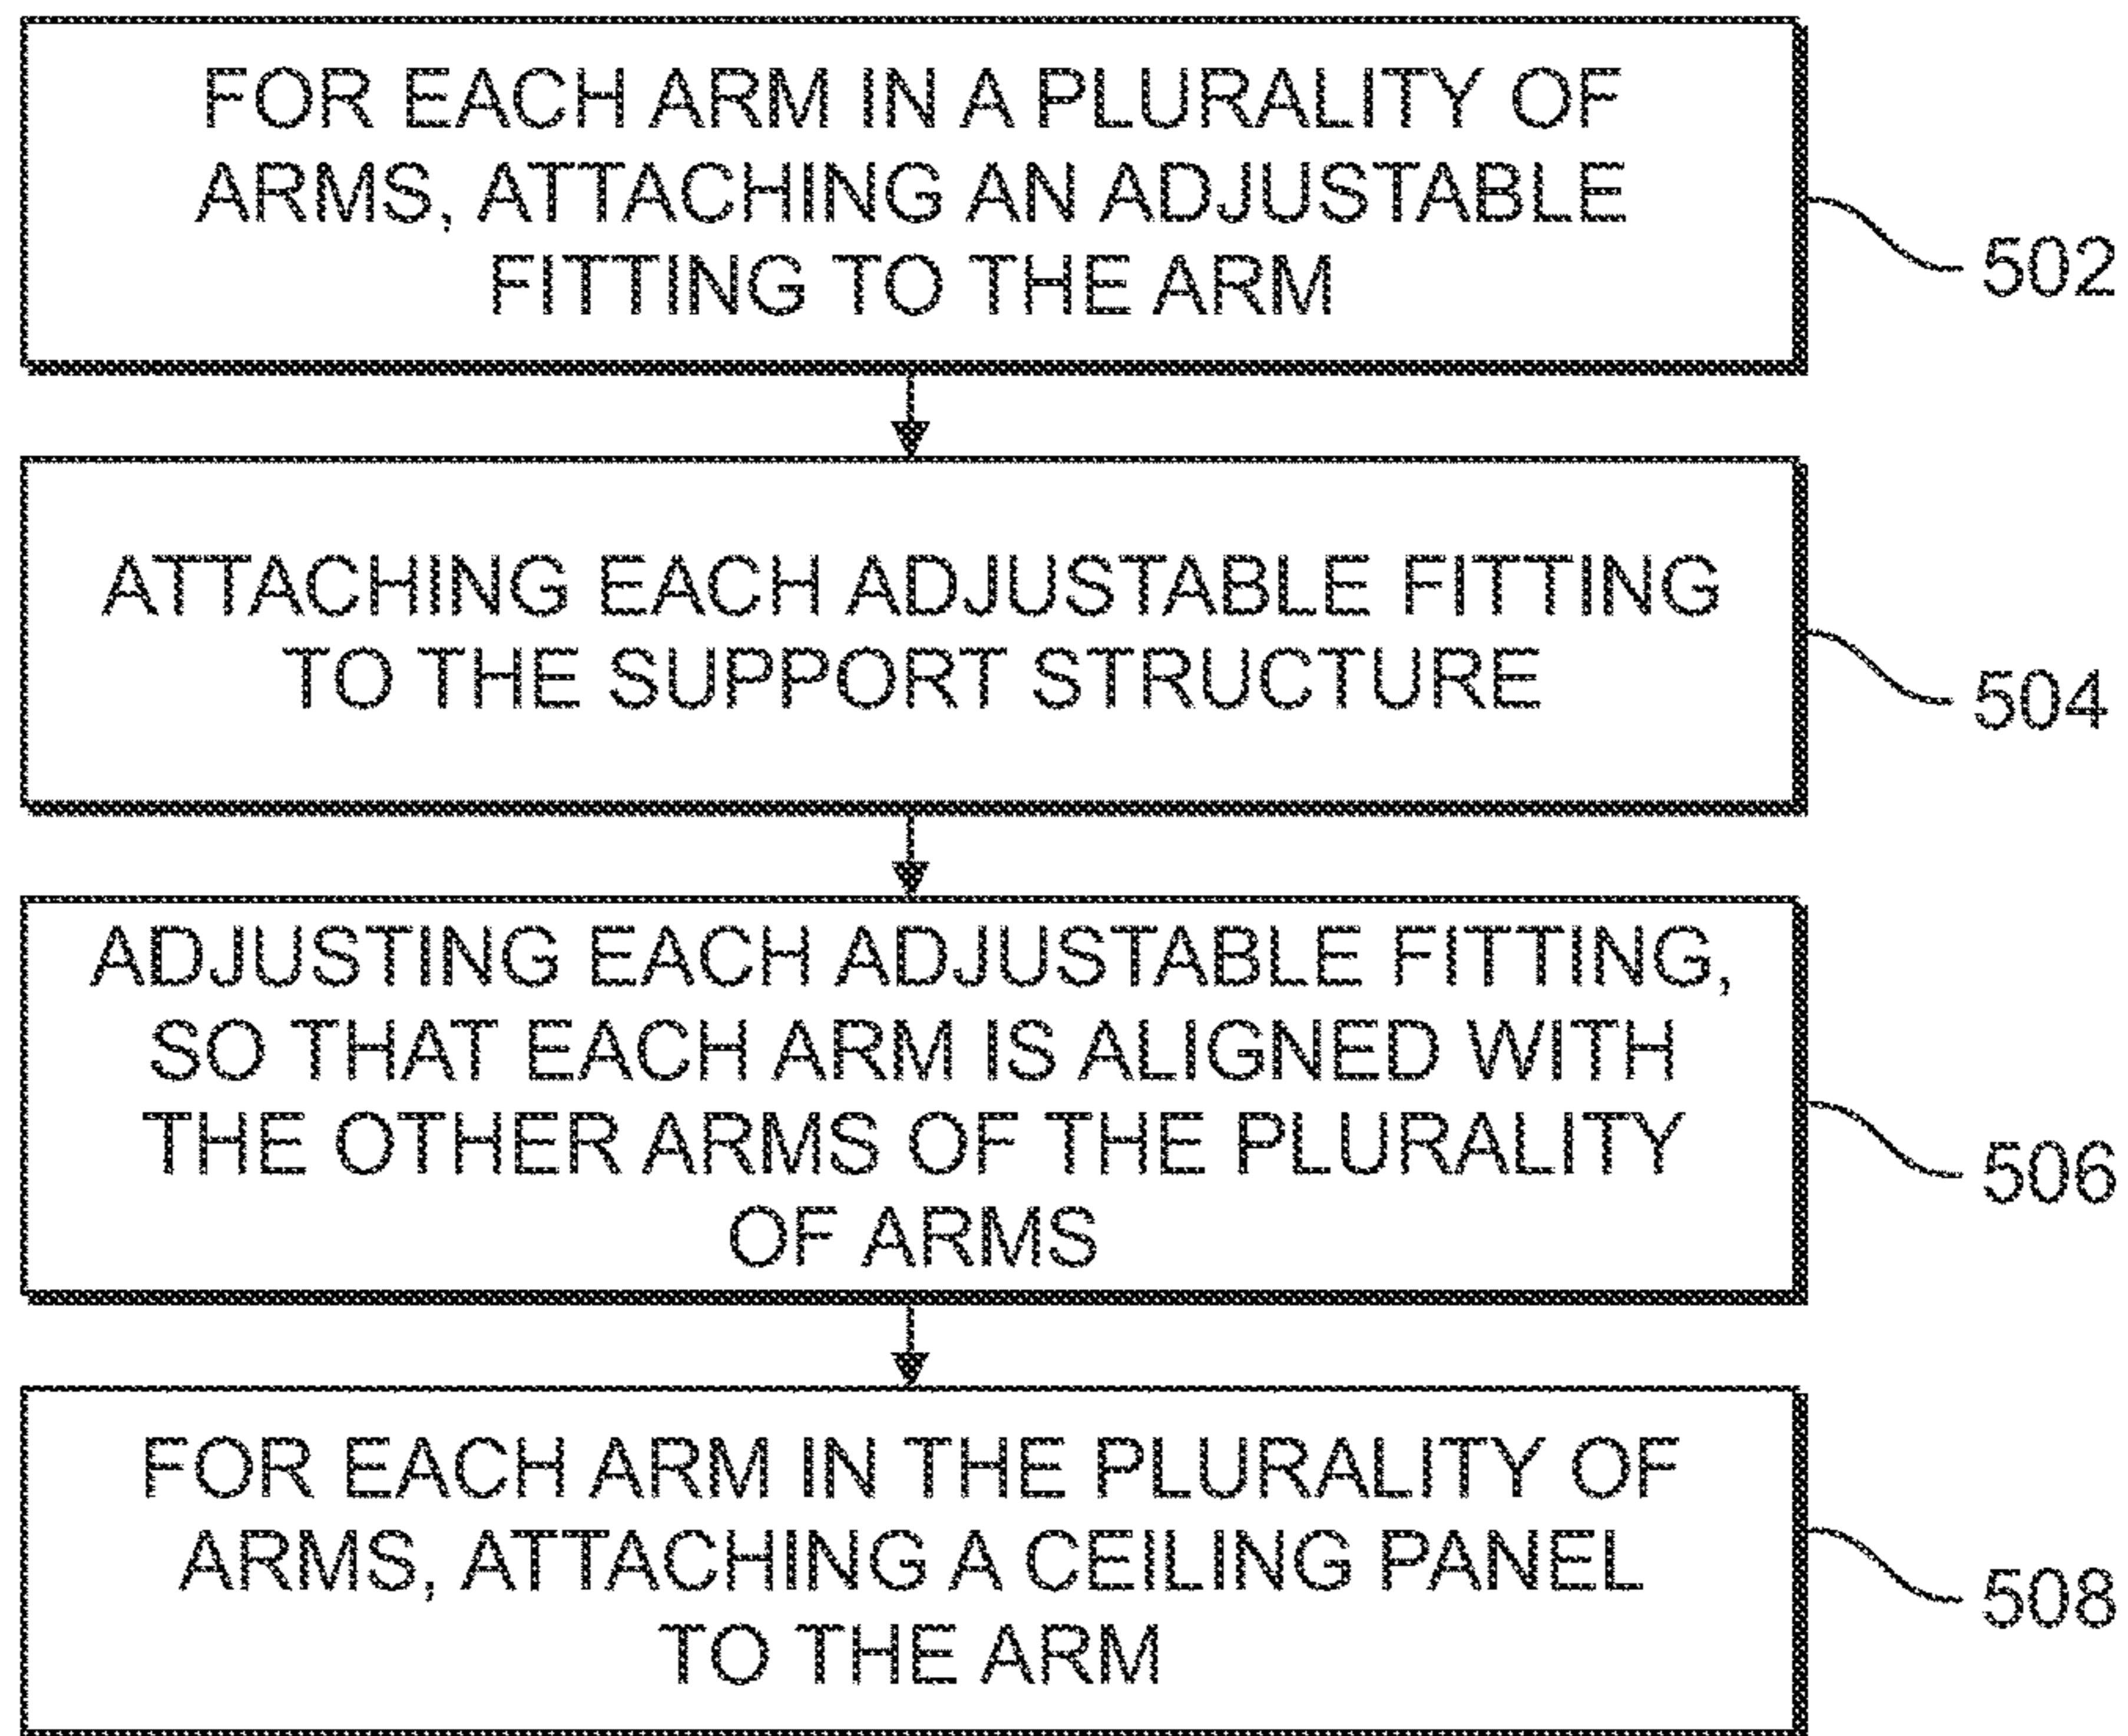 FOR EACH ARM IN A PLURALITY OF
ARMS, ATTACHING AN ADJUSTABLE
FITTING TO THE ARM
502
ATTACHING EACH ADJUSTABLE FITTING
TO THE SUPPORT STRUCTURE
504
ADJUSTING EACH ADJUSTABLE FITTING,
SO THAT EACH ARM IS ALIGNED WITH
THE OTHER ARMS OF THE PLURALITY
OF ARMS
506
FOR EACH ARM IN THE PLURALITY OF
ARMS, ATTACHING A CEILING PANEL
TO THE ARM
508